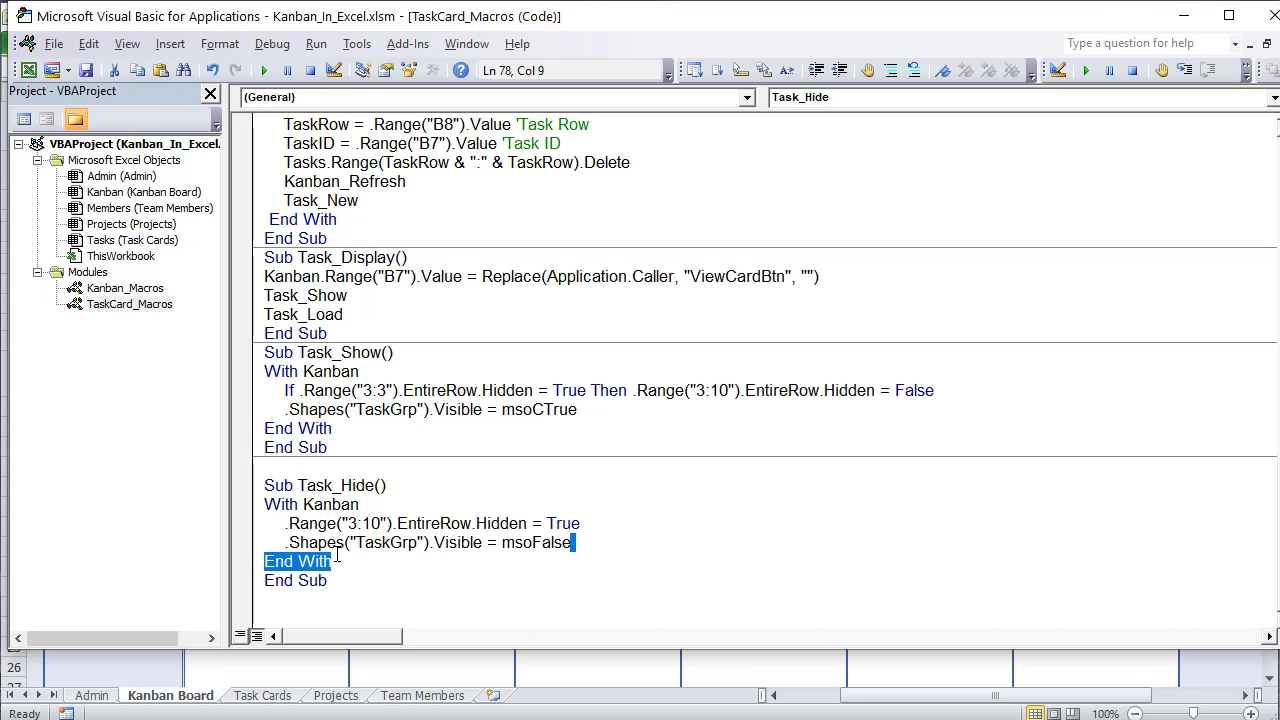 Microsoft Visual Basic for Applications - Kanban_In_Excel.xlsm - [TaskCard_Macros (Code)]
File Edit View Insert Format Debug Run Tools Add-Ins Window Help
Type a question for help
Ln 78, Col 9
Project - VBAProject
(General)
Task_Hide
VBAProject (Kanban_In_Excel.
Microsoft Excel Objects
Admin (Admin)
Kanban (Kanban Board)
Members (Team Members)
Projects (Projects)
Tasks (Task Cards)
ThisWorkbook
Modules
Kanban_Macros
TaskCard_Macros
TaskRow = .Range("B8").Value 'Task Row
TaskID = .Range("B7").Value 'Task ID
Tasks.Range(TaskRow & ":" & TaskRow).Delete
Kanban_Refresh
Task_New
End With
End Sub
Sub Task_Display()
Kanban.Range("B7").Value = Replace(Application.Caller, "ViewCardBtn", "")
Task_Show
Task_Load
End Sub
Sub Task_Show()
With Kanban
If .Range("3:3").EntireRow.Hidden = True Then .Range("3:10").EntireRow.Hidden = False
.Shapes("TaskGrp").Visible = msoCTrue
End With
End Sub
Sub Task_Hide()
With Kanban
.Range("3:10").EntireRow.Hidden = True
.Shapes("TaskGrp").Visible = msoFalse
End With
End Sub
26
Admin Kanban Board Task Cards Projects Team Members
Ready
100%